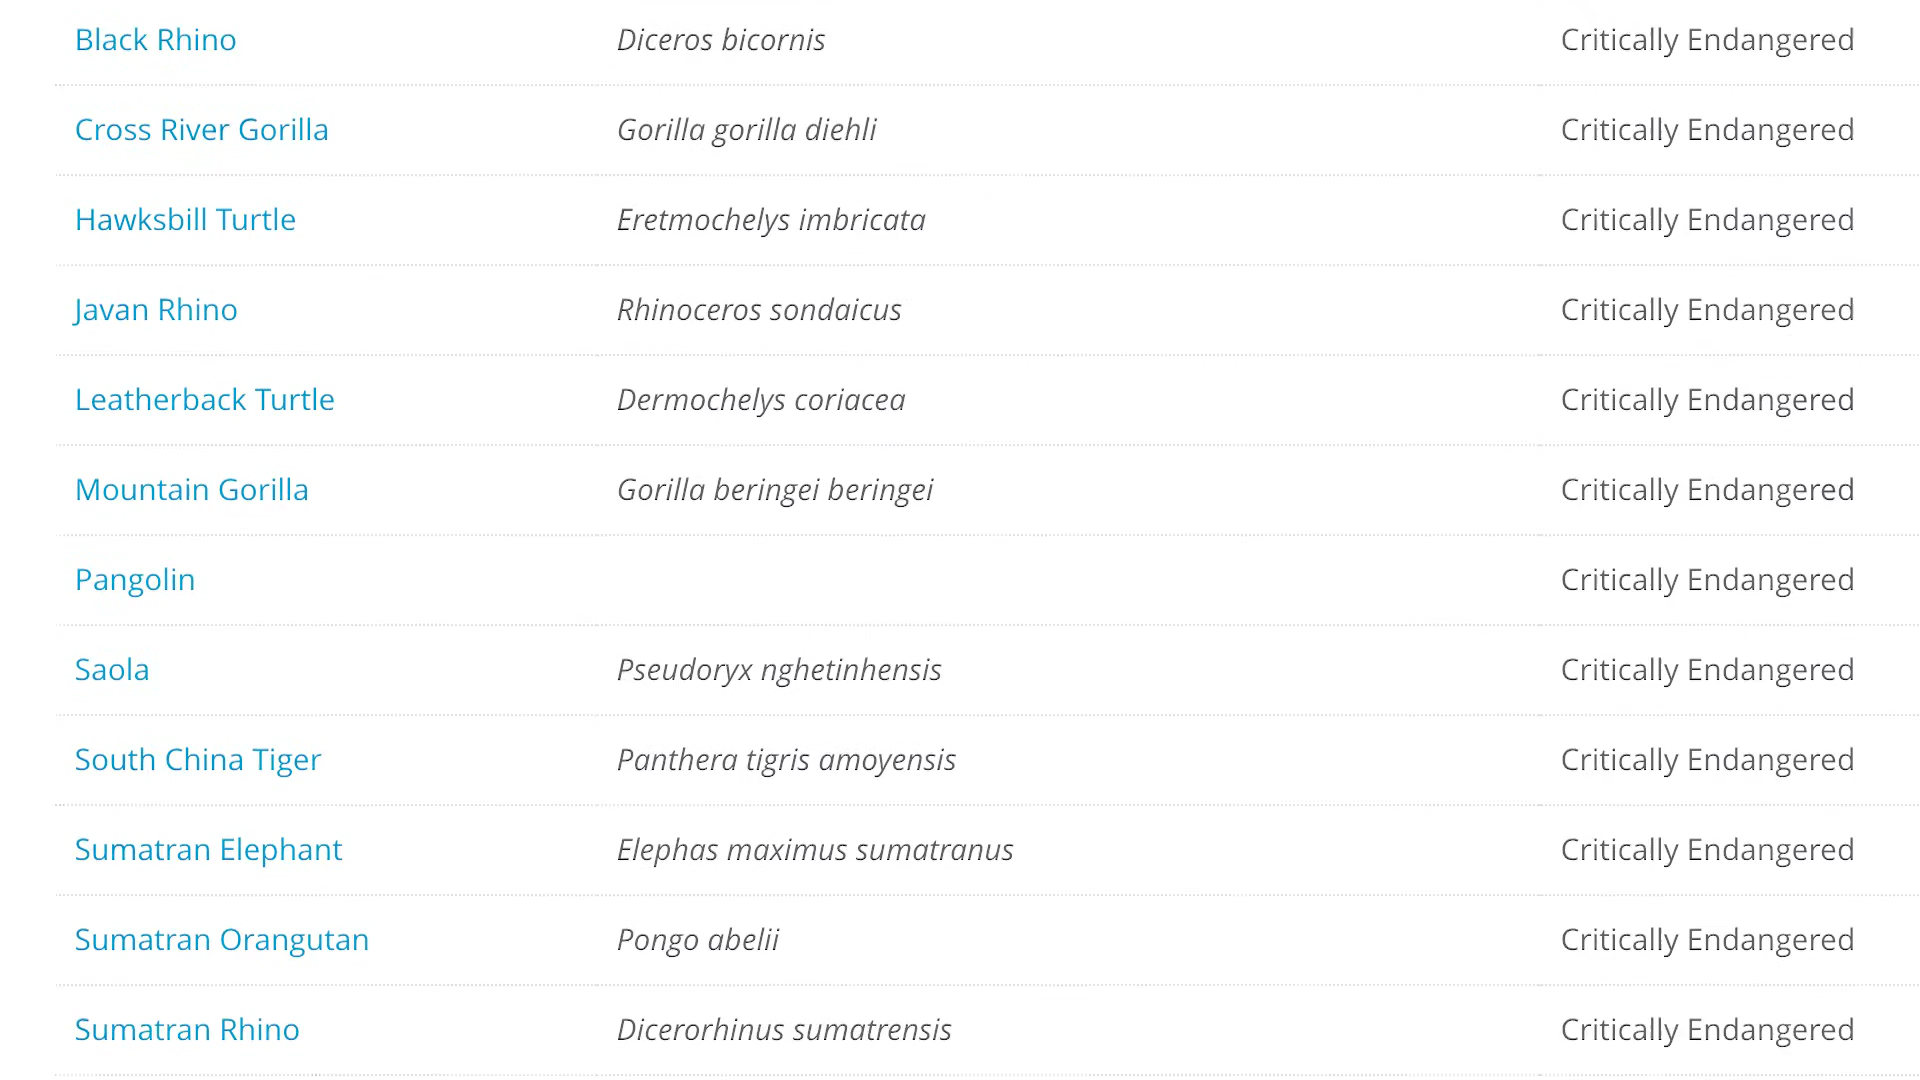 Black Rhino Diceros bicornis Critically Endangered
Cross River Gorilla Gorilla gorilla diehli Critically Endangered
Hawksbill Turtle Eretmochelys imbricata Critically Endangered
Javan Rhino Rhinoceros sondaicus Critically Endangered
Leatherback Turtle Dermochelys coriacea Critically Endangered
Mountain Gorilla Gorilla beringei beringei Critically Endangered
Pangolin Critically Endangered
Saola Pseudoryx nghetinhensis Critically Endangered
South China Tiger Panthera tigris amoyensis Critically Endangered
Sumatran Elephant Elephas maximus sumatranus Critically Endangered
Sumatran Orangutan Pongo abelii Critically Endangered
Sumatran Rhino Dicerorhinus sumatrensis Critically Endangered